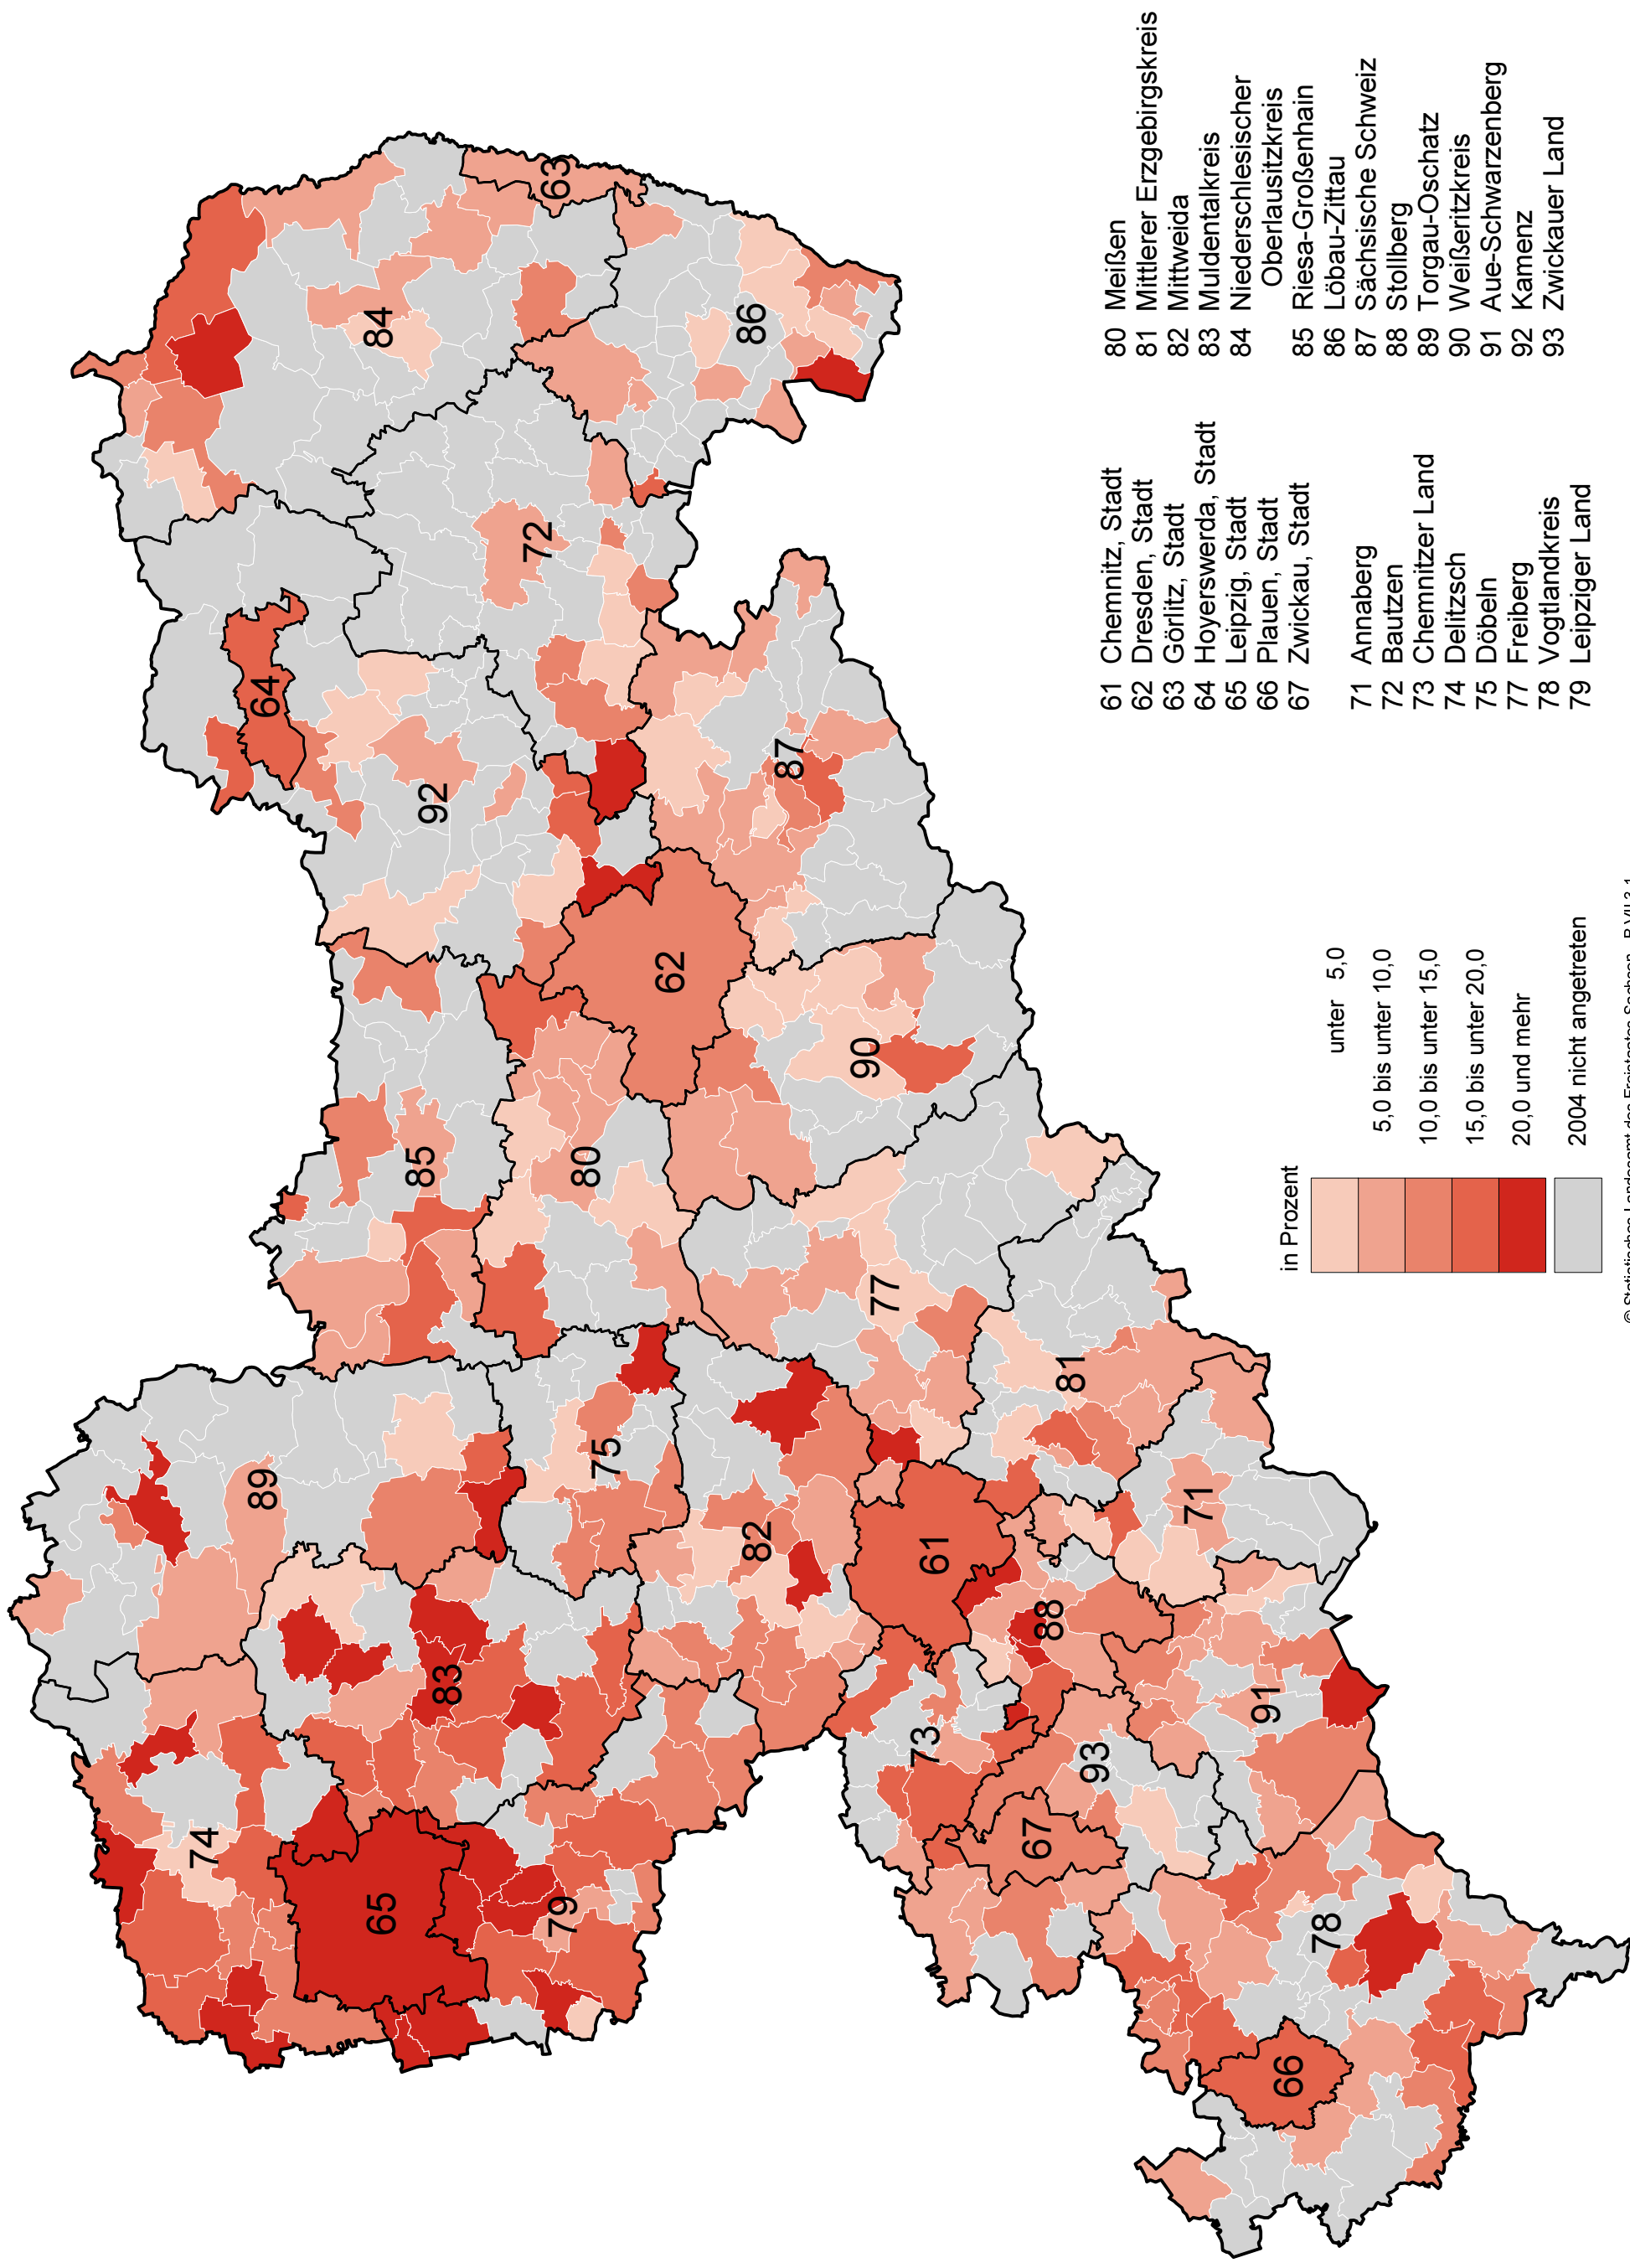 74
89
64
65
84
85
92
83
72
63
79
80
75
62
86
82
87
90
77
73
61
67
88
81
93
71
91
66
78
in Prozent
unter 5,0
5,0 bis unter 10,0
10,0 bis unter 15,0
15,0 bis unter 20,0
20,0 und mehr
2004 nicht angetreten
61 Chemnitz, Stadt
62 Dresden, Stadt
63 Görlitz, Stadt
64 Hoyerswerda, Stadt
65 Leipzig, Stadt
66 Plauen, Stadt
67 Zwickau, Stadt
71 Annaberg
72 Bautzen
73 Chemnitzer Land
74 Delitzsch
75 Döbeln
77 Freiberg
78 Vogtlandkreis
79 Leipziger Land
80 Meißen
81 Mittlerer Erzgebirgskreis
82 Mittweida
83 Muldentalkreis
84 Niederschlesischer
Oberlausitzkreis
85 Riesa-Großenhain
86 Löbau-Zittau
87 Sächsische Schweiz
88 Stollberg
89 Torgau-Oschatz
90 Weißeritzkreis
91 Aue-Schwarzenberg
92 Kamenz
93 Zwickauer Land
© Statistisches Landesamt des Freistaates Sachsen